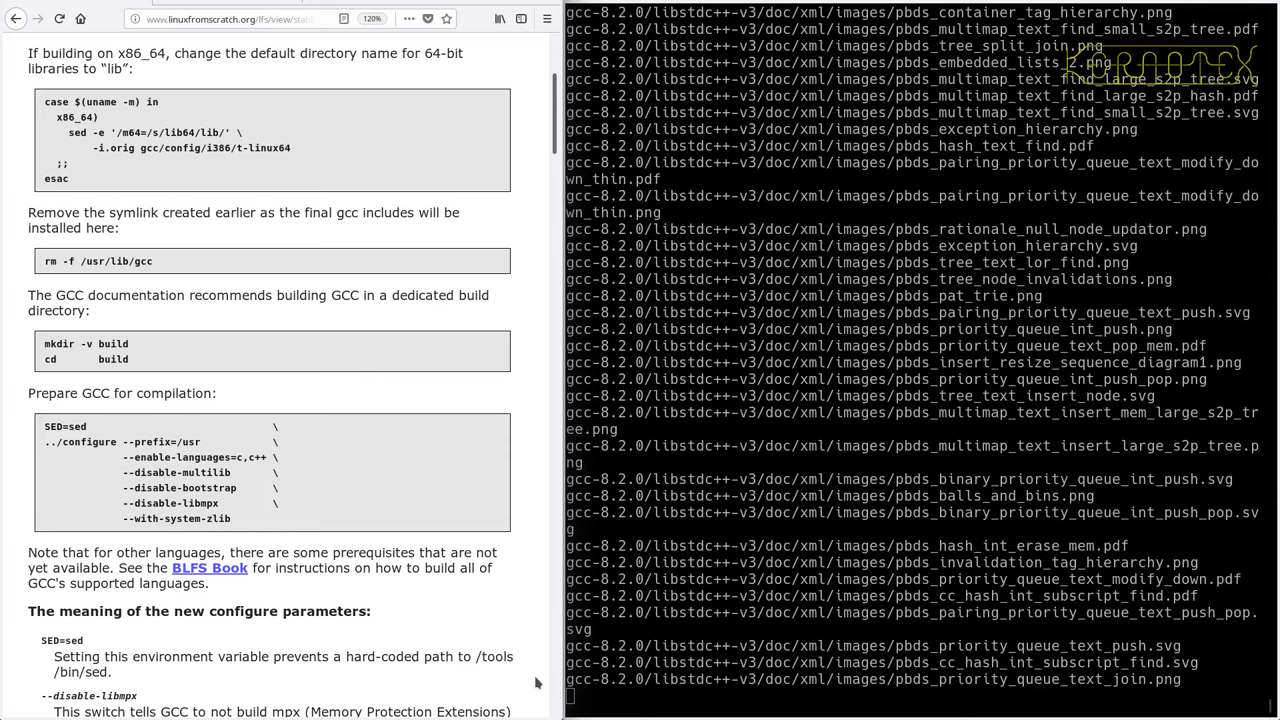 www.linuxfromscratch.org/lfs/view/stab
120%
If building on x86_64, change the default directory name for 64-bit
libraries to “lib”:
case $(uname -m) in
x86_64)
sed -e '/m64=/s/lib64/lib/' \
-i.orig gcc/config/i386/t-linux64
;;
esac
Remove the symlink created earlier as the final gcc includes will be
installed here:
rm -f /usr/lib/gcc
The GCC documentation recommends building GCC in a dedicated build
directory:
mkdir -v build
cd build
Prepare GCC for compilation:
SED=sed \
../configure --prefix=/usr \
--enable-languages=c,c++ \
--disable-multilib \
--disable-bootstrap \
--disable-libmpx \
--with-system-zlib
Note that for other languages, there are some prerequisites that are not
yet available. See the BLFS Book for instructions on how to build all of
GCC's supported languages.
The meaning of the new configure parameters:
SED=sed
Setting this environment variable prevents a hard-coded path to /tools
/bin/sed.
--disable-libmpx
This switch tells GCC to not build mpx (Memory Protection Extensions)
gcc-8.2.0/libstdc++-v3/doc/xml/images/pbds_container_tag_hierarchy.png
gcc-8.2.0/libstdc++-v3/doc/xml/images/pbds_multimap_text_find_small_s2p_tree.pdf
gcc-8.2.0/libstdc++-v3/doc/xml/images/pbds_tree_split_join.png
gcc-8.2.0/libstdc++-v3/doc/xml/images/pbds_embedded_lists_2.png
gcc-8.2.0/libstdc++-v3/doc/xml/images/pbds_multimap_text_find_large_s2p_tree.svg
gcc-8.2.0/libstdc++-v3/doc/xml/images/pbds_multimap_text_find_large_s2p_hash.pdf
gcc-8.2.0/libstdc++-v3/doc/xml/images/pbds_multimap_text_find_small_s2p_tree.svg
gcc-8.2.0/libstdc++-v3/doc/xml/images/pbds_exception_hierarchy.png
gcc-8.2.0/libstdc++-v3/doc/xml/images/pbds_hash_text_find.pdf
gcc-8.2.0/libstdc++-v3/doc/xml/images/pbds_pairing_priority_queue_text_modify_do
wn_thin.pdf
gcc-8.2.0/libstdc++-v3/doc/xml/images/pbds_pairing_priority_queue_text_modify_do
wn_thin.png
gcc-8.2.0/libstdc++-v3/doc/xml/images/pbds_rationale_null_node_updator.png
gcc-8.2.0/libstdc++-v3/doc/xml/images/pbds_exception_hierarchy.svg
gcc-8.2.0/libstdc++-v3/doc/xml/images/pbds_tree_text_lor_find.png
gcc-8.2.0/libstdc++-v3/doc/xml/images/pbds_tree_node_invalidations.png
gcc-8.2.0/libstdc++-v3/doc/xml/images/pbds_pat_trie.png
gcc-8.2.0/libstdc++-v3/doc/xml/images/pbds_pairing_priority_queue_text_push.svg
gcc-8.2.0/libstdc++-v3/doc/xml/images/pbds_priority_queue_int_push.png
gcc-8.2.0/libstdc++-v3/doc/xml/images/pbds_priority_queue_text_pop_mem.pdf
gcc-8.2.0/libstdc++-v3/doc/xml/images/pbds_insert_resize_sequence_diagram1.png
gcc-8.2.0/libstdc++-v3/doc/xml/images/pbds_priority_queue_int_push_pop.png
gcc-8.2.0/libstdc++-v3/doc/xml/images/pbds_tree_text_insert_node.svg
gcc-8.2.0/libstdc++-v3/doc/xml/images/pbds_multimap_text_insert_mem_large_s2p_tr
ee.png
gcc-8.2.0/libstdc++-v3/doc/xml/images/pbds_multimap_text_insert_large_s2p_tree.p
ng
gcc-8.2.0/libstdc++-v3/doc/xml/images/pbds_binary_priority_queue_int_push.svg
gcc-8.2.0/libstdc++-v3/doc/xml/images/pbds_balls_and_bins.png
gcc-8.2.0/libstdc++-v3/doc/xml/images/pbds_binary_priority_queue_int_push_pop.sv
g
gcc-8.2.0/libstdc++-v3/doc/xml/images/pbds_hash_int_erase_mem.pdf
gcc-8.2.0/libstdc++-v3/doc/xml/images/pbds_invalidation_tag_hierarchy.png
gcc-8.2.0/libstdc++-v3/doc/xml/images/pbds_priority_queue_text_modify_down.pdf
gcc-8.2.0/libstdc++-v3/doc/xml/images/pbds_cc_hash_int_subscript_find.pdf
gcc-8.2.0/libstdc++-v3/doc/xml/images/pbds_pairing_priority_queue_text_push_pop.
svg
gcc-8.2.0/libstdc++-v3/doc/xml/images/pbds_priority_queue_text_push.svg
gcc-8.2.0/libstdc++-v3/doc/xml/images/pbds_cc_hash_int_subscript_find.svg
gcc-8.2.0/libstdc++-v3/doc/xml/images/pbds_priority_queue_text_join.png
KERNOTEX